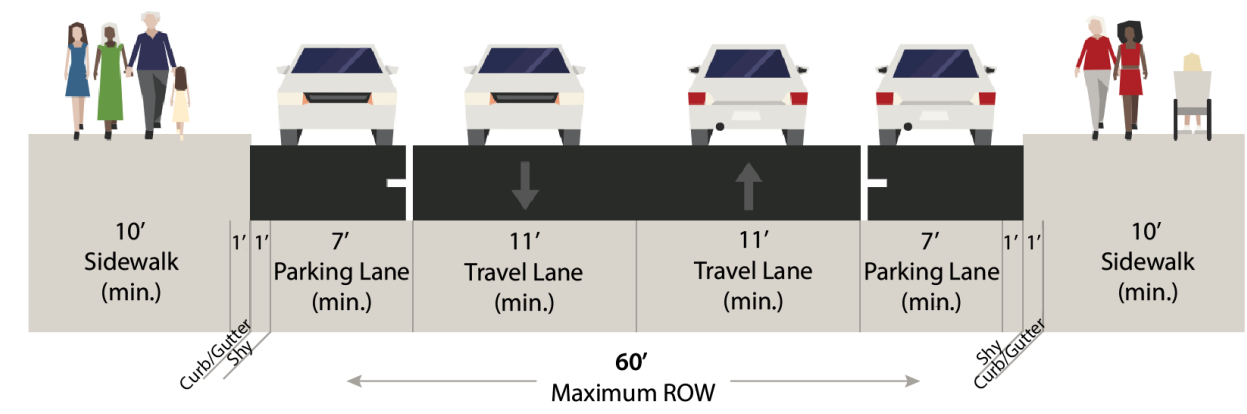 10’
Sidewalk
(min.)
1’
1’
7’
Parking Lane
(min.)
11’
Travel Lane
(min.)
11’
Travel Lane
(min.)
7’
Parking Lane
(min.)
1’
1’
10’
Sidewalk
(min.)
Curb/Gutter
Shy
Shy
Curb/Gutter
60’
Maximum ROW